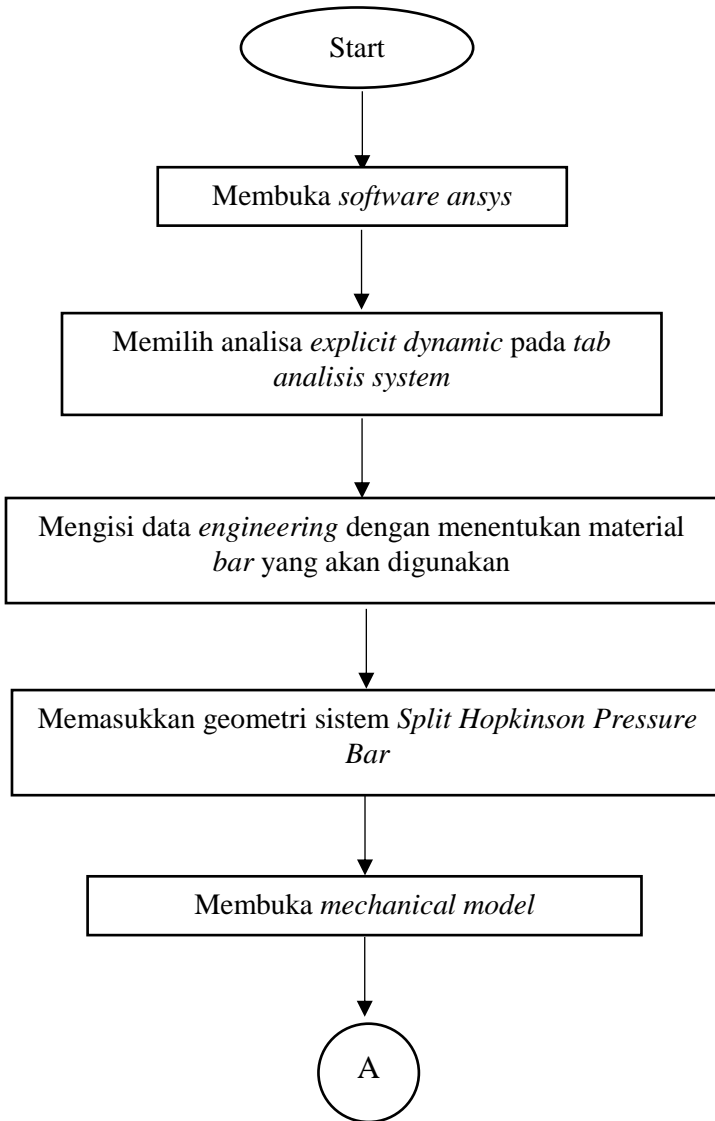 Start
Membuka software ansys
Memilih analisa explicit dynamic pada tab
analisis system
Mengisi data engineering dengan menentukan material
bar yang akan digunakan
Memasukkan geometri sistem Split Hopkinson Pressure
Bar
Membuka mechanical model
A